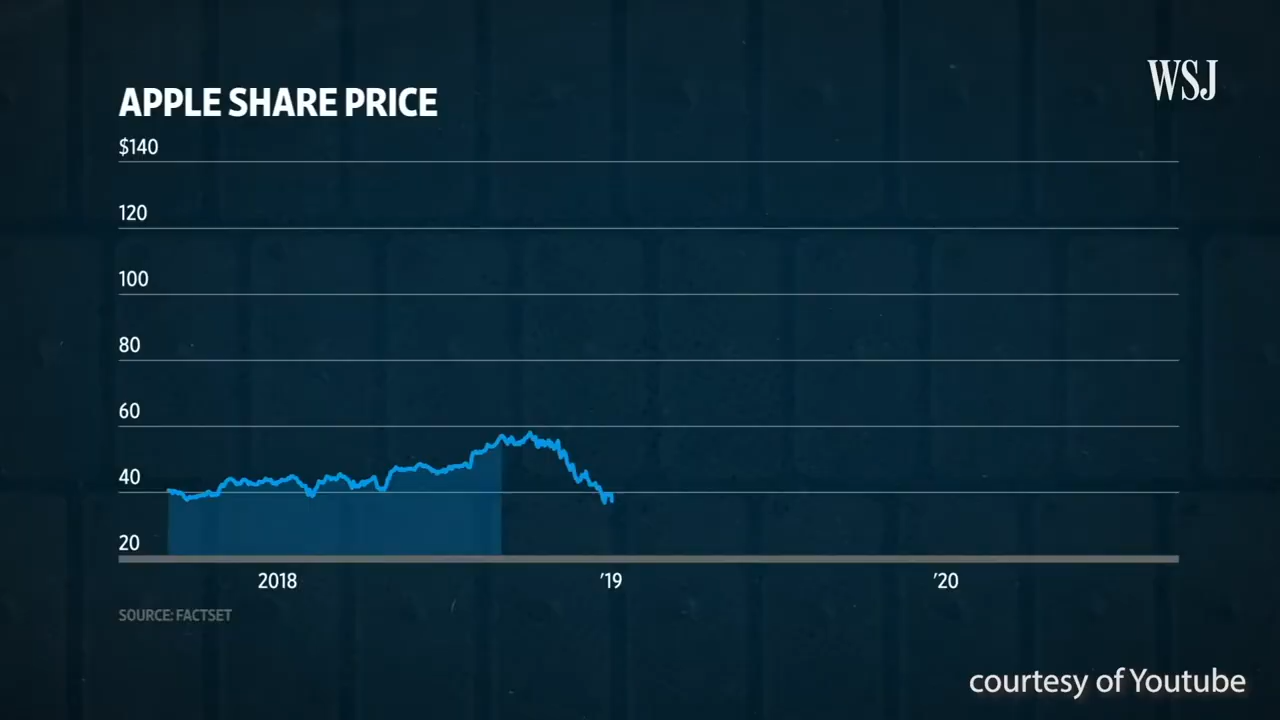 WSJ
APPLE SHARE PRICE
$140
120
100
80
60
40
20
2018 ’19 ’20
SOURCE: FACTSET
courtesy of Youtube